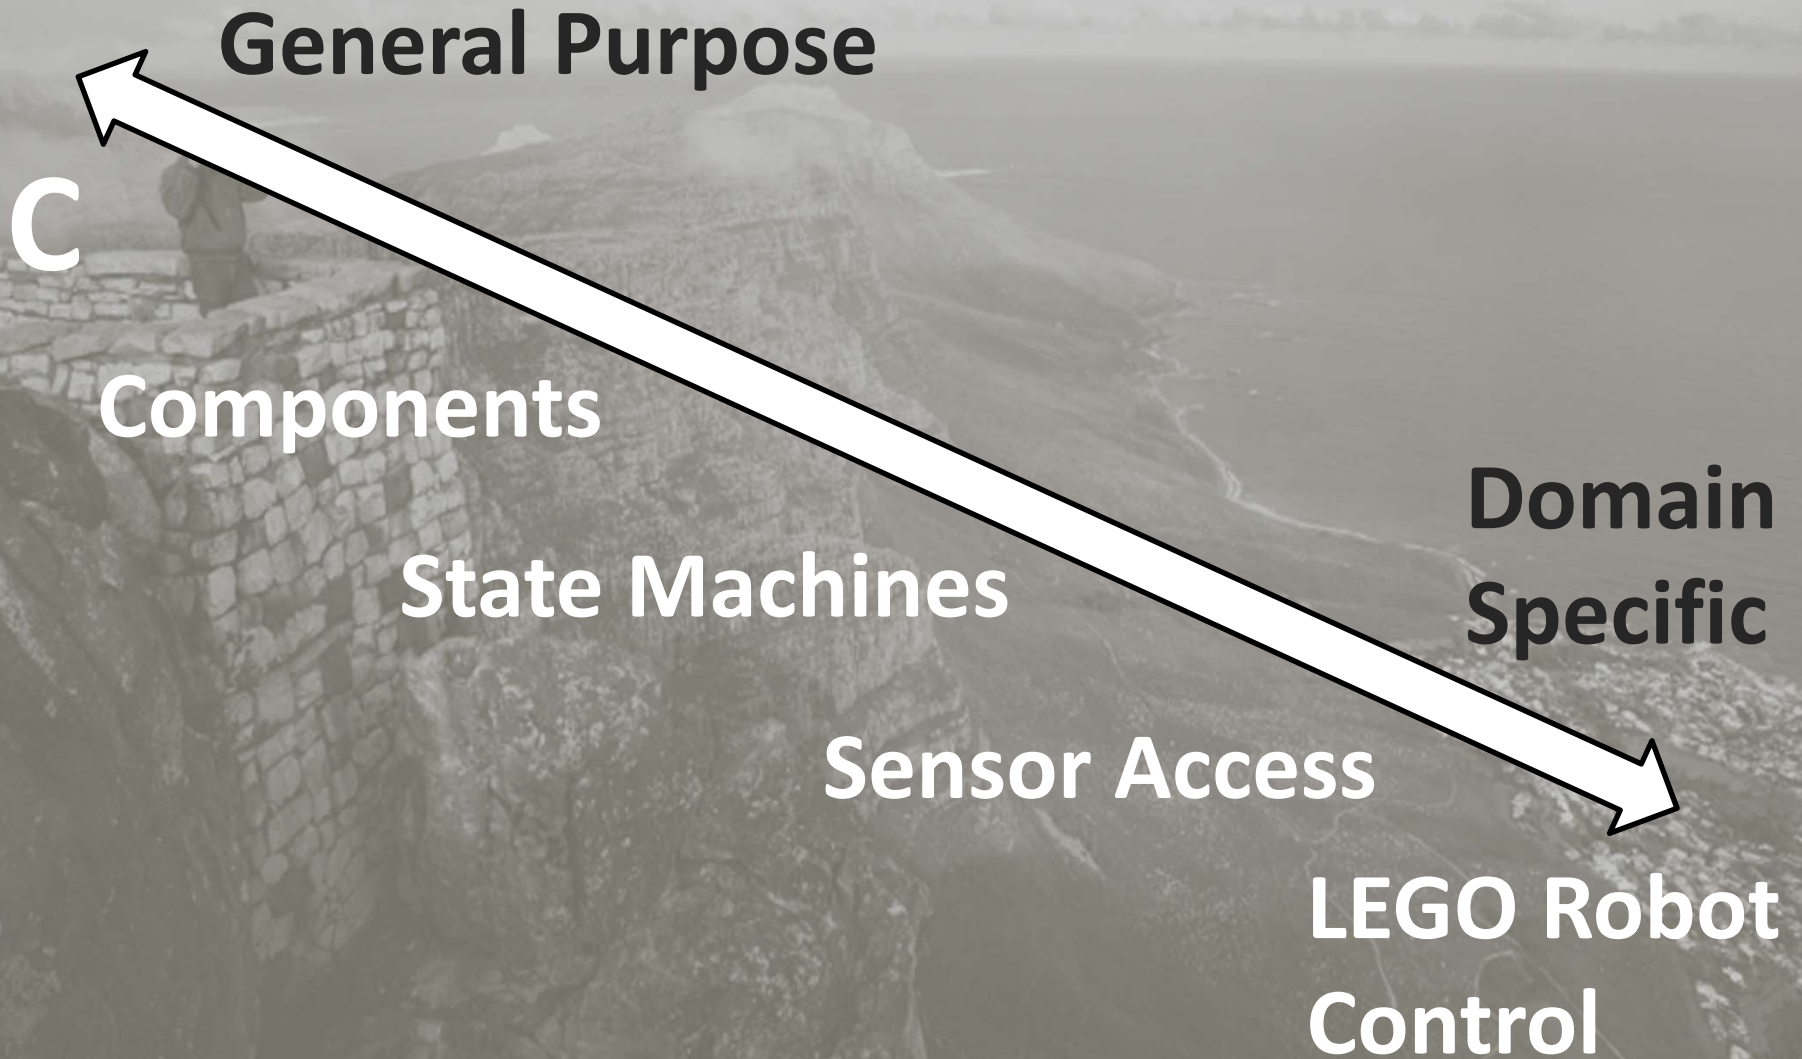 General Purpose
C
Components
Domain
Specific
State Machines
Sensor Access
LEGO Robot
Control